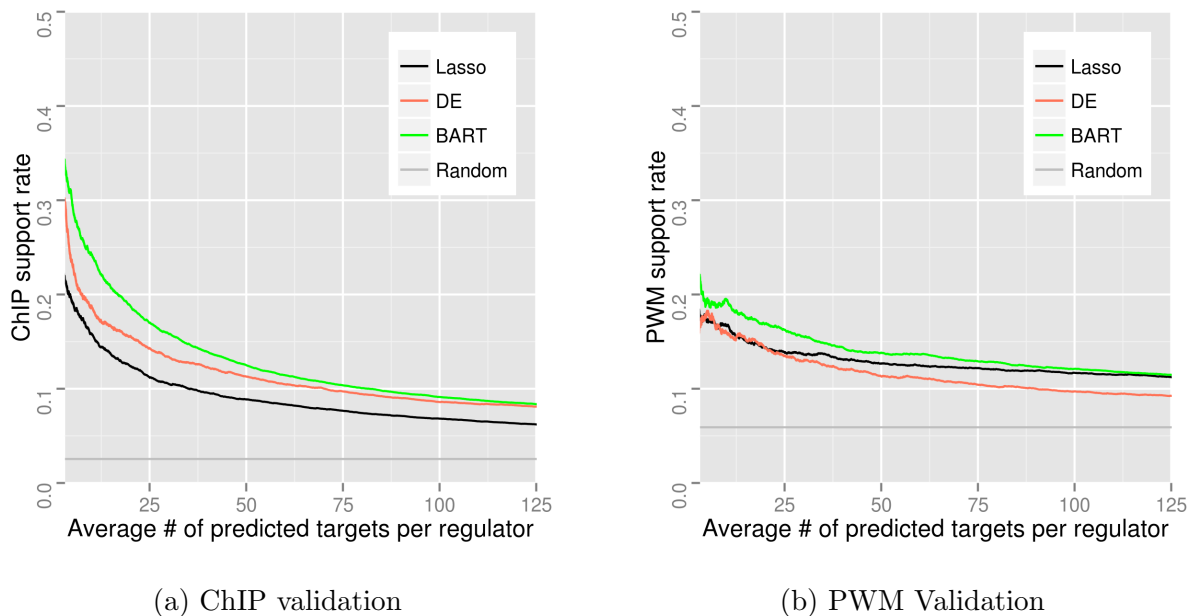 0.5
0.4
0.3
0.2
0.1
0.0
ChIP support rate
Lasso
DE
BART
Random
25
50
75
100
125
Average # of predicted targets per regulator
(a) ChIP validation
0.5
0.4
0.3
0.2
0.1
0.0
PWM support rate
Lasso
DE
BART
Random
25
50
75
100
125
Average # of predicted targets per regulator
(b) PWM Validation